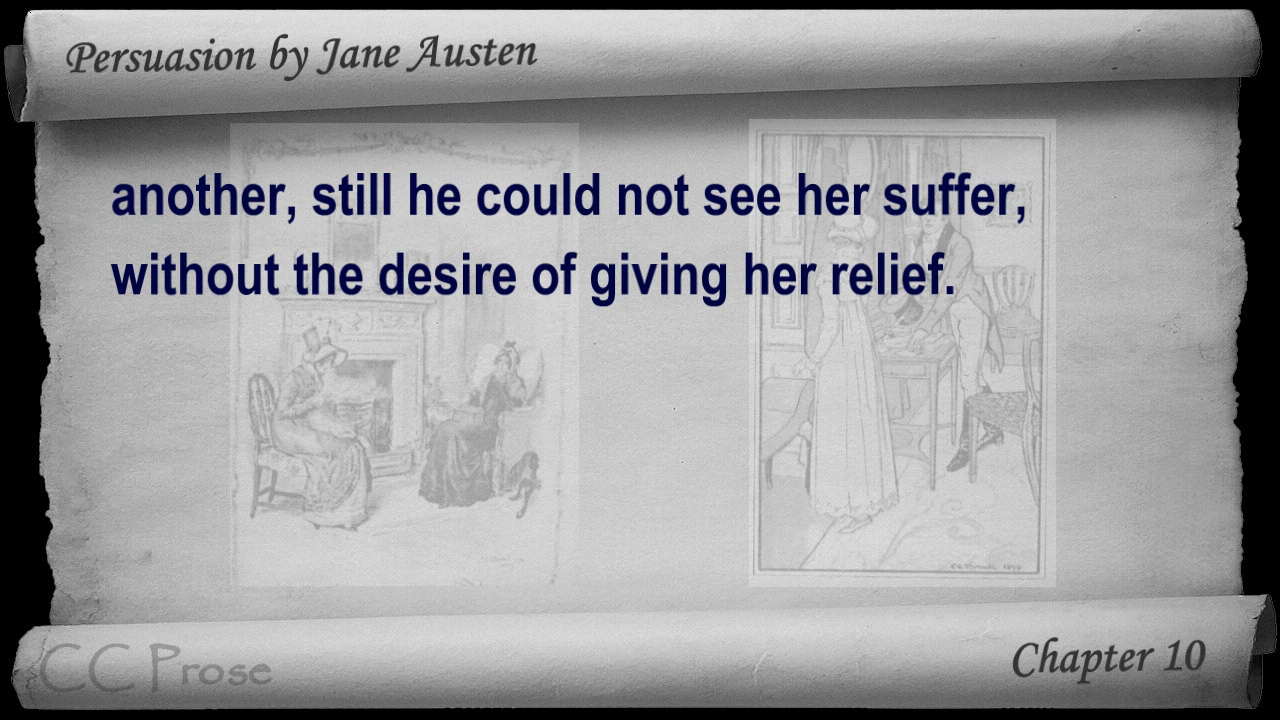 Persuasion by Jane Austen
another, still he could not see her suffer,
without the desire of giving her relief.
CC Prose
Chapter 10